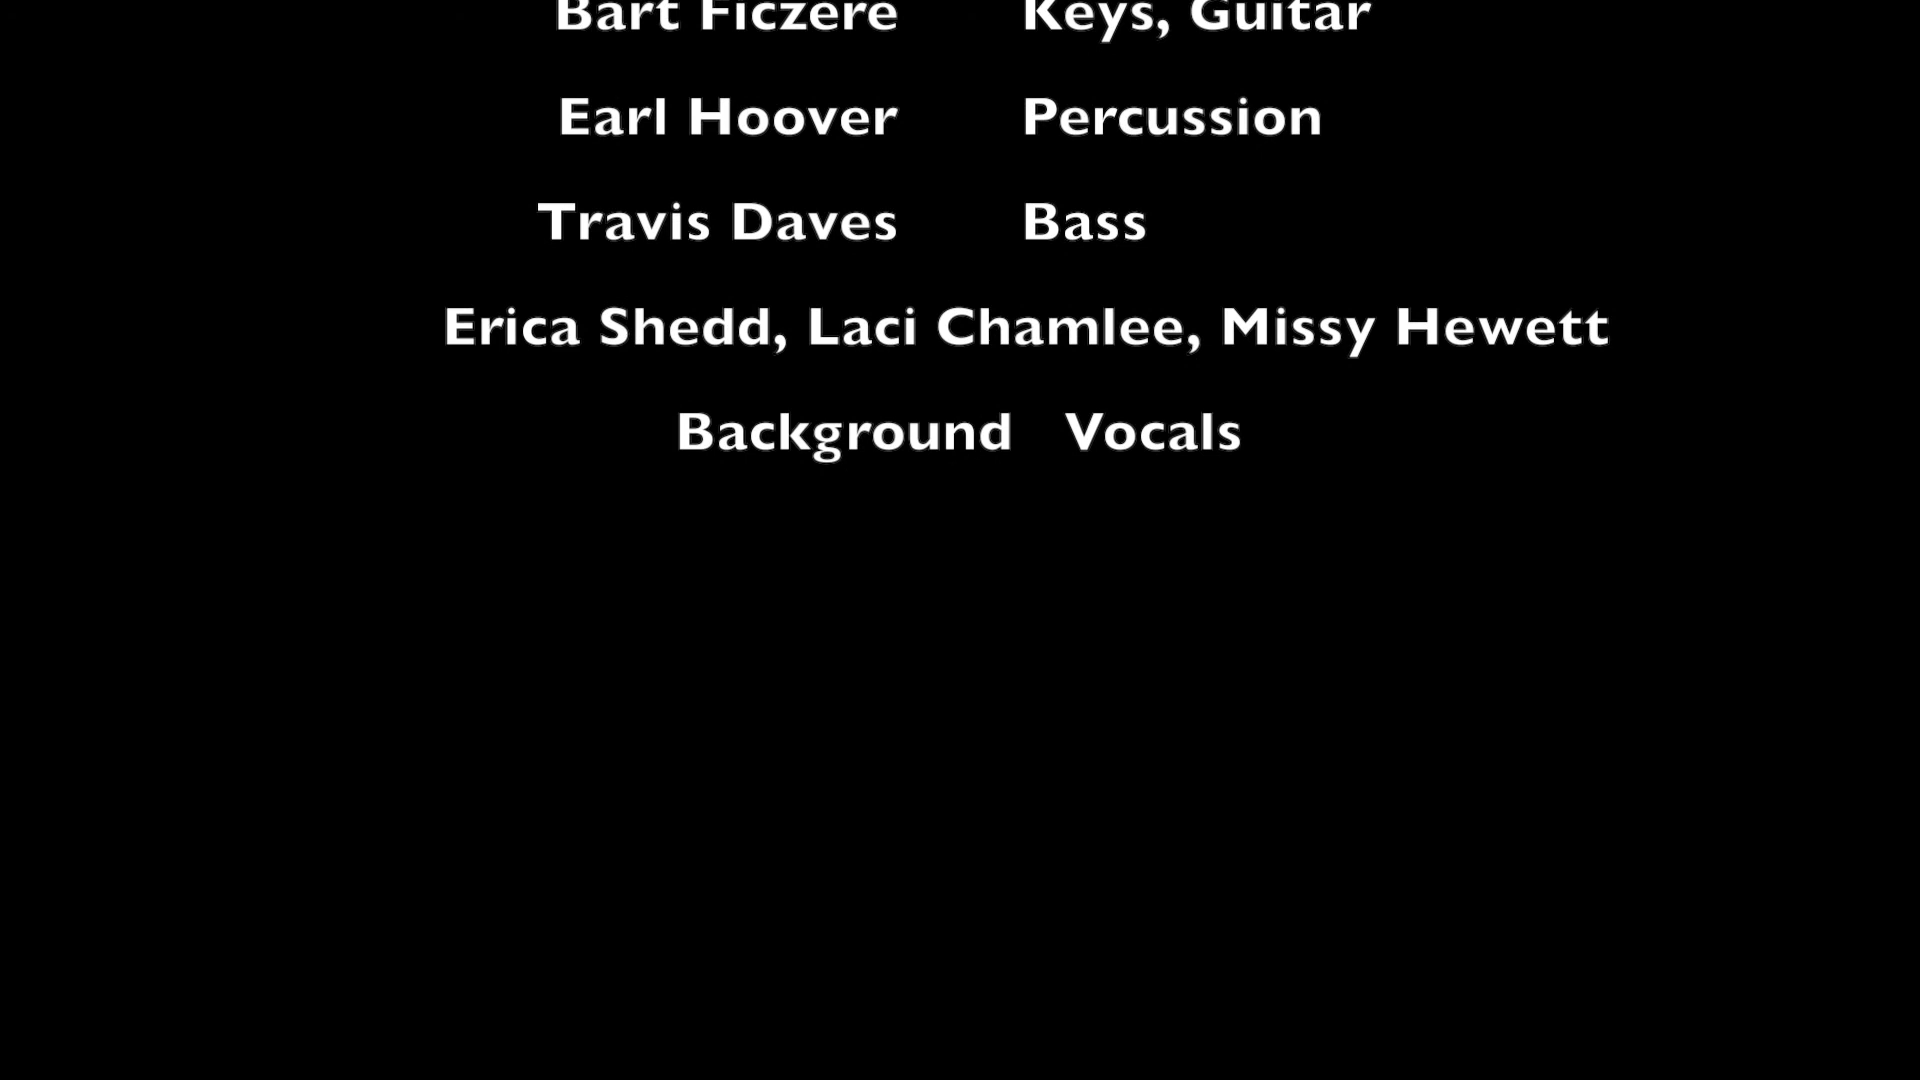 Bart Ficzere Keys, Guitar
Earl Hoover Percussion
Travis Daves Bass
Erica Shedd, Laci Chamlee, Missy Hewett
Background Vocals